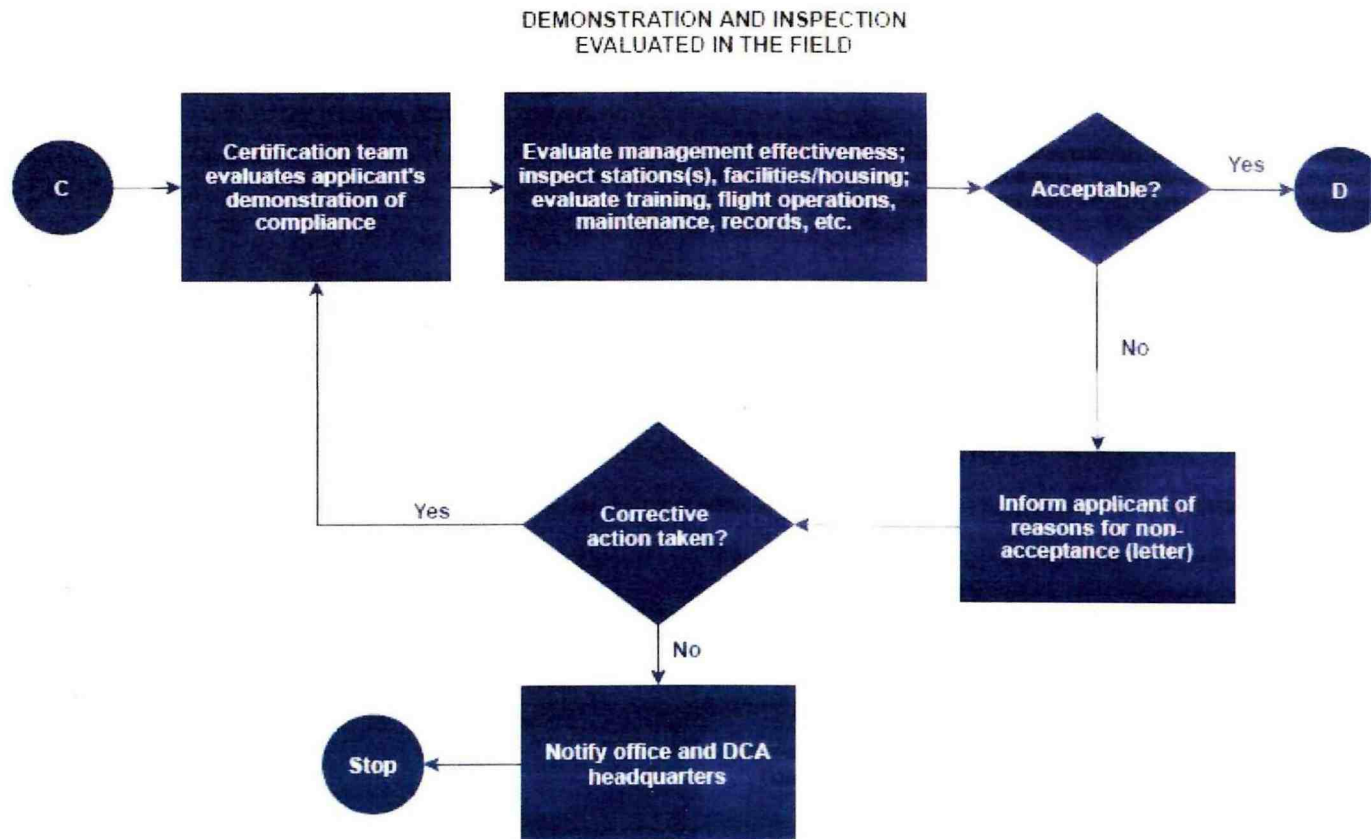 DEMONSTRATION AND INSPECTION
EVALUATED IN THE FIELD
C
Certification team
evaluates applicant's
demonstration of
compliance
Evaluate management effectiveness;
inspect stations(s), facilities/housing;
evaluate training, flight operations,
maintenance, records, etc.
Acceptable?
Yes
D
No
Inform applicant of
reasons for non-
acceptance (letter)
Corrective
action taken?
Yes
No
Notify office and DCA
headquarters
Stop